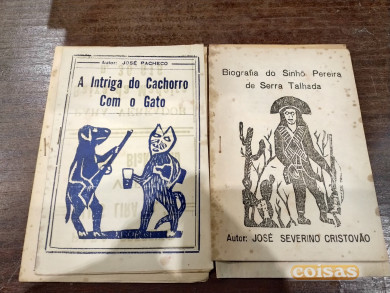 Autor: JOSÉ PACHECO
A Intriga do Cachorro
Com o Gato
Biografia do Sinhô Pereira
de Serra Talhada
Autor: JOSÉ SEVERINO CRISTOVÃO
coisas